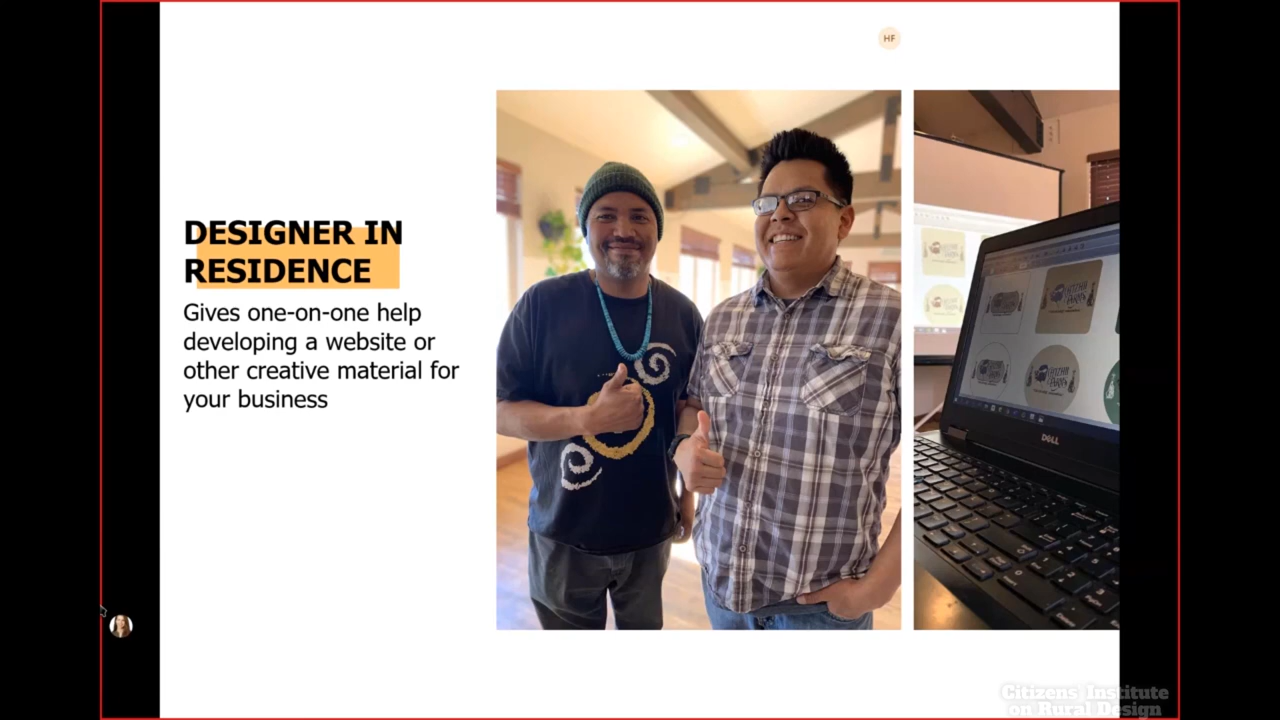 HF
DESIGNER IN
RESIDENCE
Gives one-on-one help
developing a website or
other creative material for
your business
DELL
Citizens Institute
on Rural Design